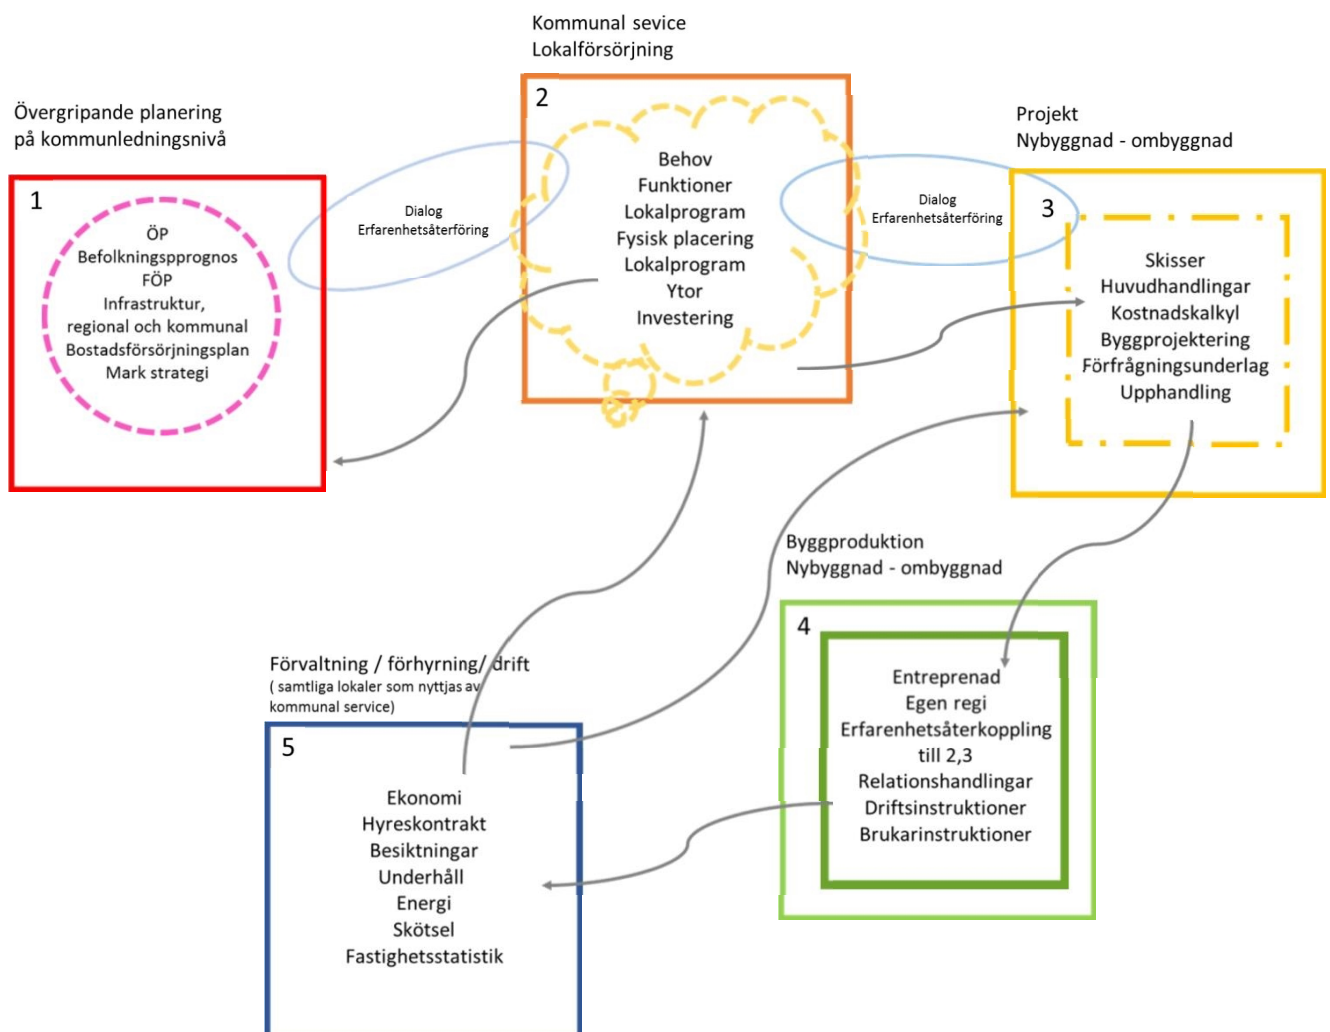 Kommunal sevice
Lokalförsörjning
Övergripande planering
på kommunledningsnivå
1
ÖP
Befolkningspprognos
FÖP
Infrastruktur,
regional och kommunal
Bostadsförsörjningsplan
Mark strategi
Dialog
Erfarenhetsåterföring
2
Behov
Funktioner
Lokalprogram
Fysisk placering
Lokalprogram
Ytor
Investering
Dialog
Erfarenhetsåterföring
Projekt
Nybyggnad - ombyggnad
3
Skisser
Huvudhandlingar
Kostnadskalkyl
Byggprojektering
Förfrågningsunderlag
Upphandling
Byggproduktion
Nybyggnad - ombyggnad
4
Entreprenad
Egen regi
Erfarenhetsåterkoppling
till 2,3
Relationshandlingar
Driftsinstruktioner
Brukarinstruktioner
Förvaltning / förhyrning/ drift
( samtliga lokaler som nyttjas av
kommunal service)
5
Ekonomi
Hyreskontrakt
Besiktningar
Underhåll
Energi
Skötsel
Fastighetsstatistik